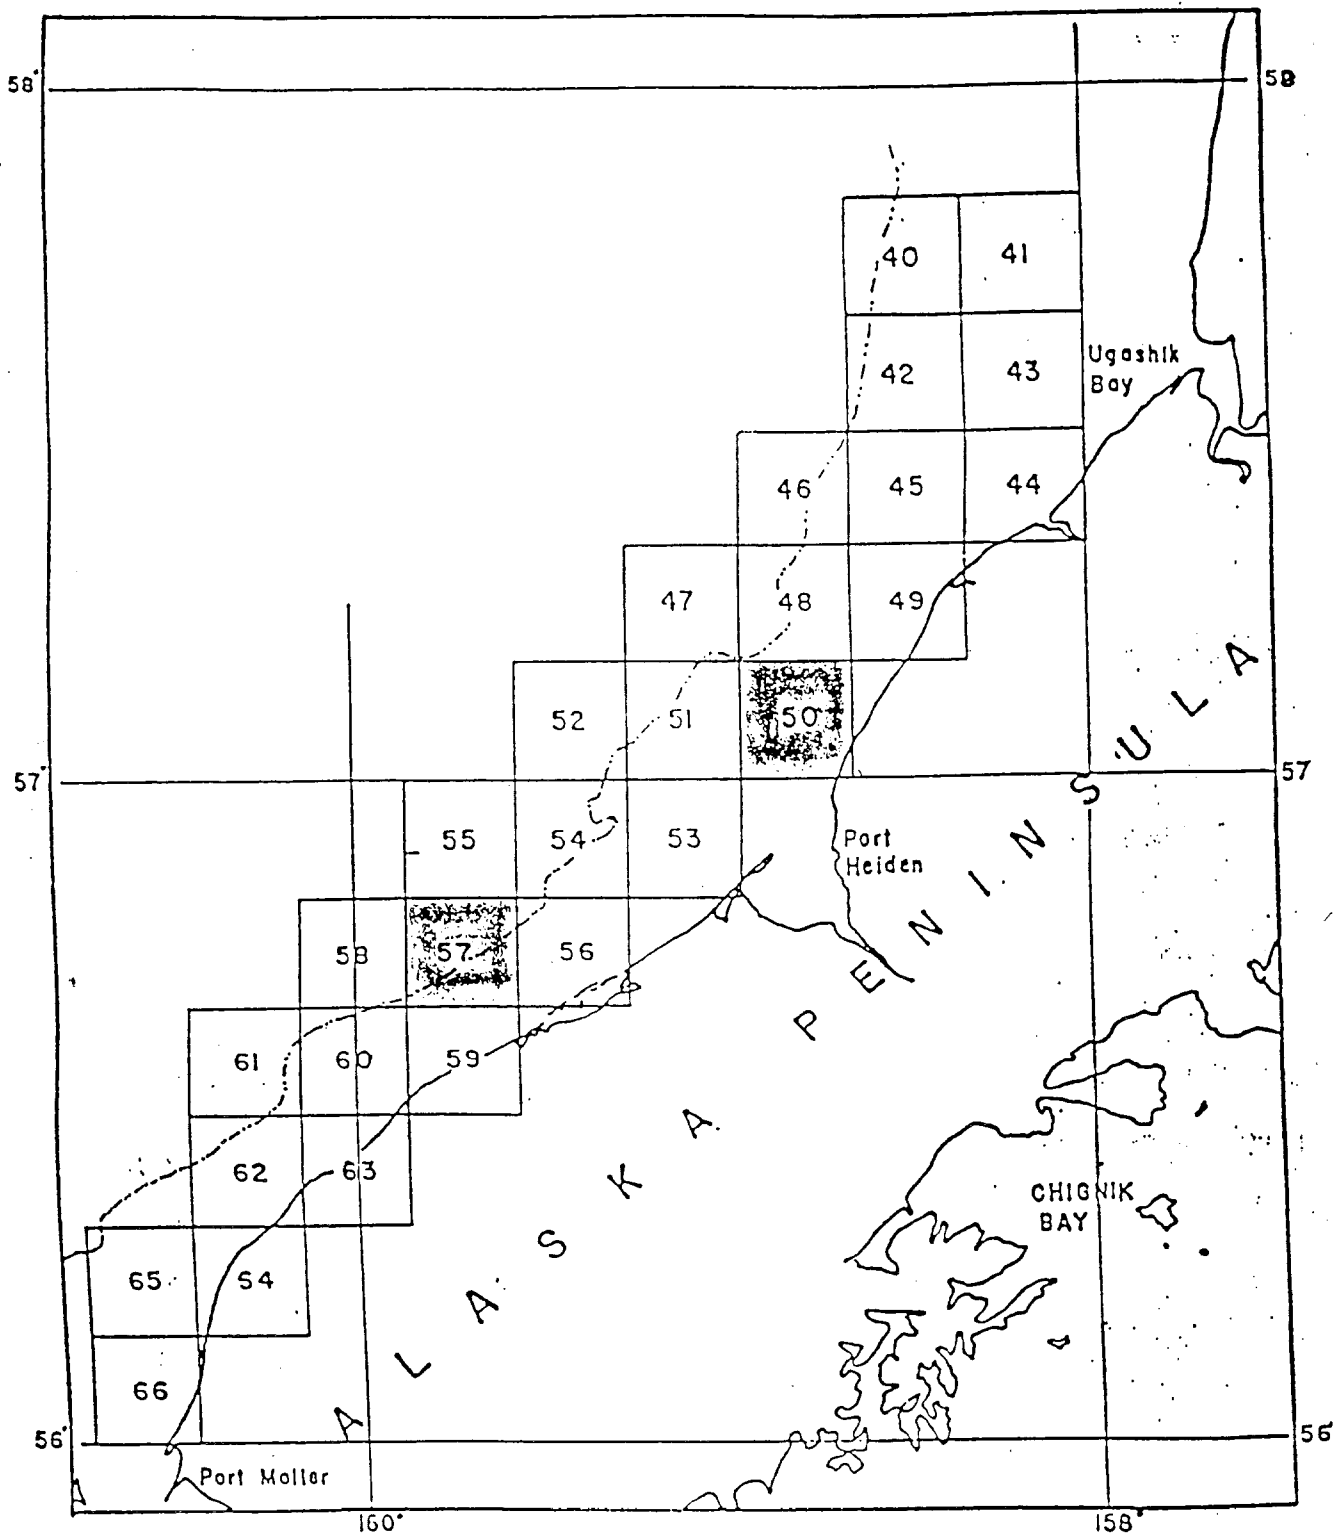 58° 58
40 41
42 43
Ugashik
Bay
46 45 44
47 48 49
52 51 50
57° 57
55 54 53
Port
Heiden
58 57 56
61 60 59
62 63
CHIGNIK
BAY
65 54
66
ALASKA PENINSULA
56° 56°
Port Moller
160° 158°